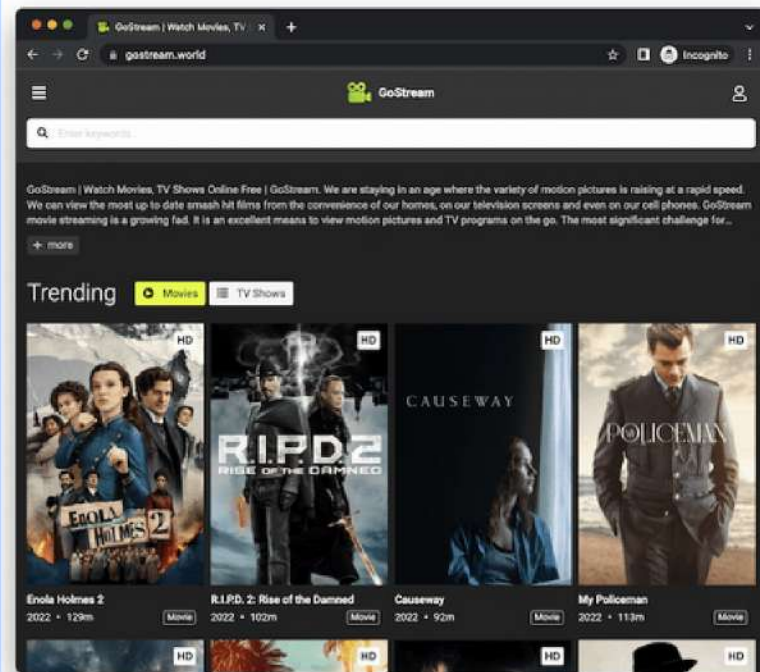 GoStream | Watch Movies, TV
gostream.world
Incognito
GoStream
Enter keywords...
GoStream | Watch Movies, TV Shows Online Free | GoStream. We are staying in an age where the variety of motion pictures is raising at a rapid speed.
We can view the most up to date smash hit films from the convenience of our homes, on our television screens and even on our cell phones. GoStream
movie streaming is a growing fad. It is an excellent means to view motion pictures and TV programs on the go. The most significant challenge for...
+ more
Trending Movies TV Shows
HD HD HD HD
CAUSEWAY
MY POLICEMAN
R.I.P.D. 2
RISE OF THE DAMNED
ENOLA
HOLMES 2
Enola Holmes 2 R.I.P.D. 2: Rise of the Damned Causeway My Policeman
2022 • 129m Movie 2022 • 102m Movie 2022 • 92m Movie 2022 • 113m Movie
HD HD HD HD